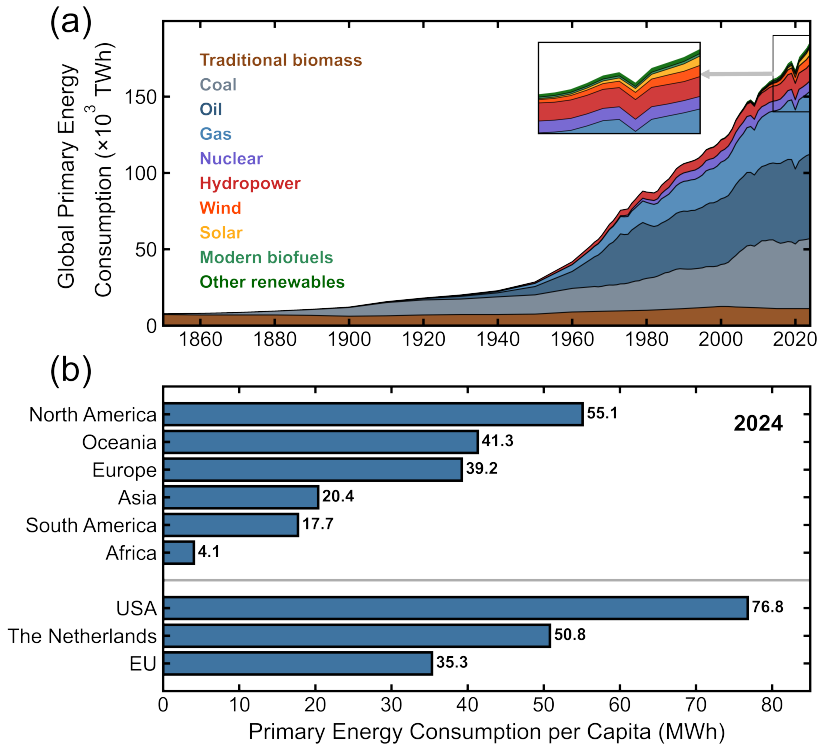 (a)
Global Primary Energy
Consumption (×10³ TWh)
150
100
50
0
Traditional biomass
Coal
Oil
Gas
Nuclear
Hydropower
Wind
Solar
Modern biofuels
Other renewables
1860 1880 1900 1920 1940 1960 1980 2000 2020
(b)
2024
North America 55.1
Oceania 41.3
Europe 39.2
Asia 20.4
South America 17.7
Africa 4.1
USA 76.8
The Netherlands 50.8
EU 35.3
0 10 20 30 40 50 60 70 80
Primary Energy Consumption per Capita (MWh)